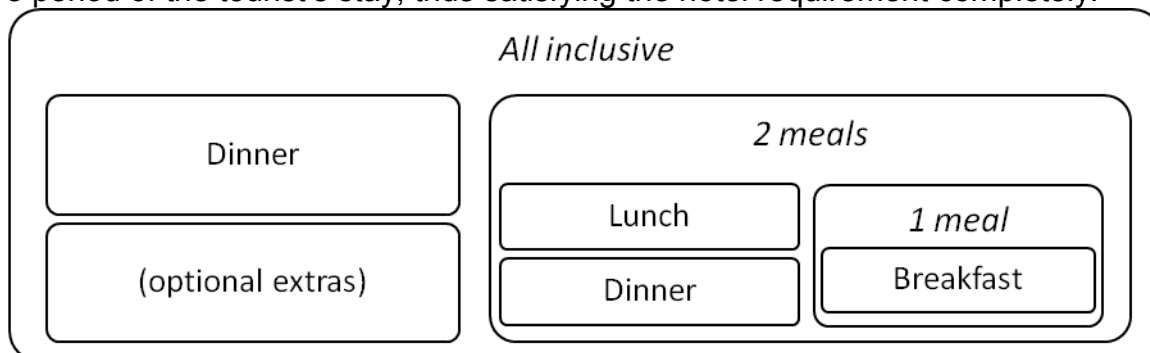 s period of the tourist's stay, thus satisfying the hotel requirement completely.
All inclusive
Dinner
(optional extras)
2 meals
Lunch
Dinner
1 meal
Breakfast